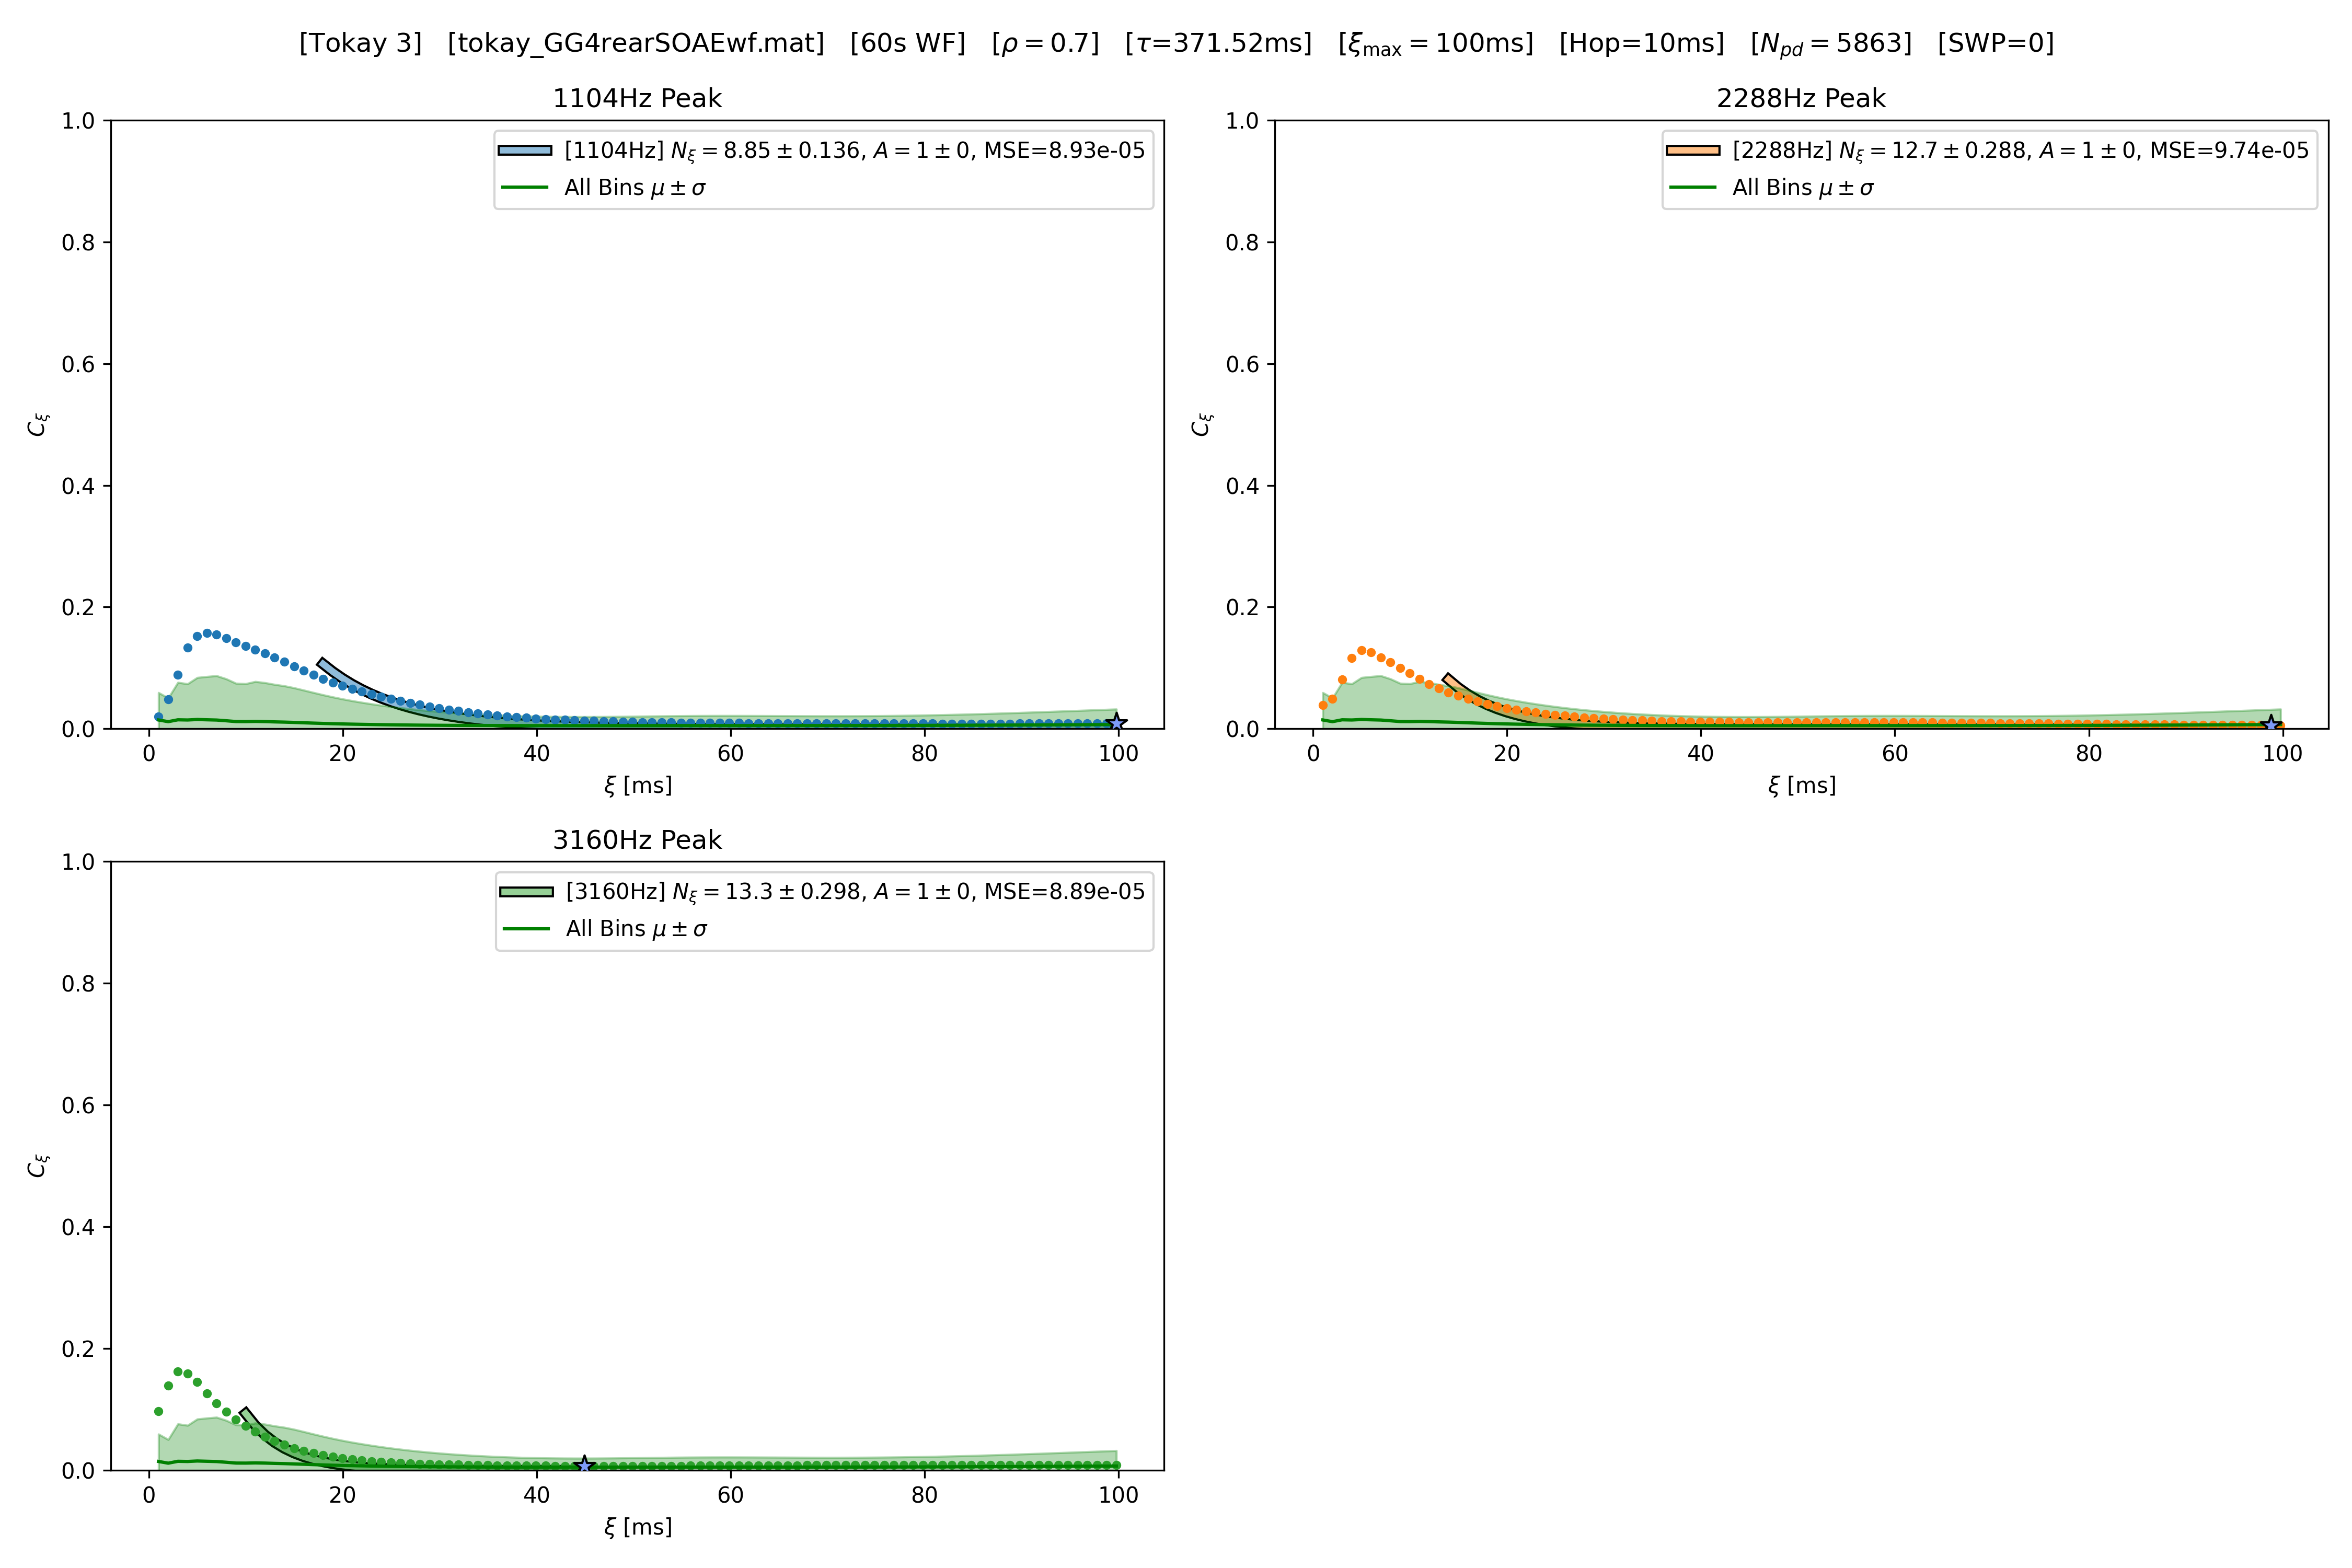 [Tokay 3] [tokay_GG4rearSOAEwf.mat] [60s WF] [ρ = 0.7] [τ=371.52ms] [ξmax = 100ms] [Hop=10ms] [Npd = 5863] [SWP=0]
1104Hz Peak
1.0
0.8
0.6
0.4
0.2
0.0
Cξ
[1104Hz] Nξ = 8.85 ± 0.136, A = 1 ± 0, MSE=8.93e-05
All Bins μ ± σ
0 20 40 60 80 100
ξ [ms]
2288Hz Peak
1.0
0.8
0.6
0.4
0.2
0.0
Cξ
[2288Hz] Nξ = 12.7 ± 0.288, A = 1 ± 0, MSE=9.74e-05
All Bins μ ± σ
0 20 40 60 80 100
ξ [ms]
3160Hz Peak
1.0
0.8
0.6
0.4
0.2
0.0
Cξ
[3160Hz] Nξ = 13.3 ± 0.298, A = 1 ± 0, MSE=8.89e-05
All Bins μ ± σ
0 20 40 60 80 100
ξ [ms]